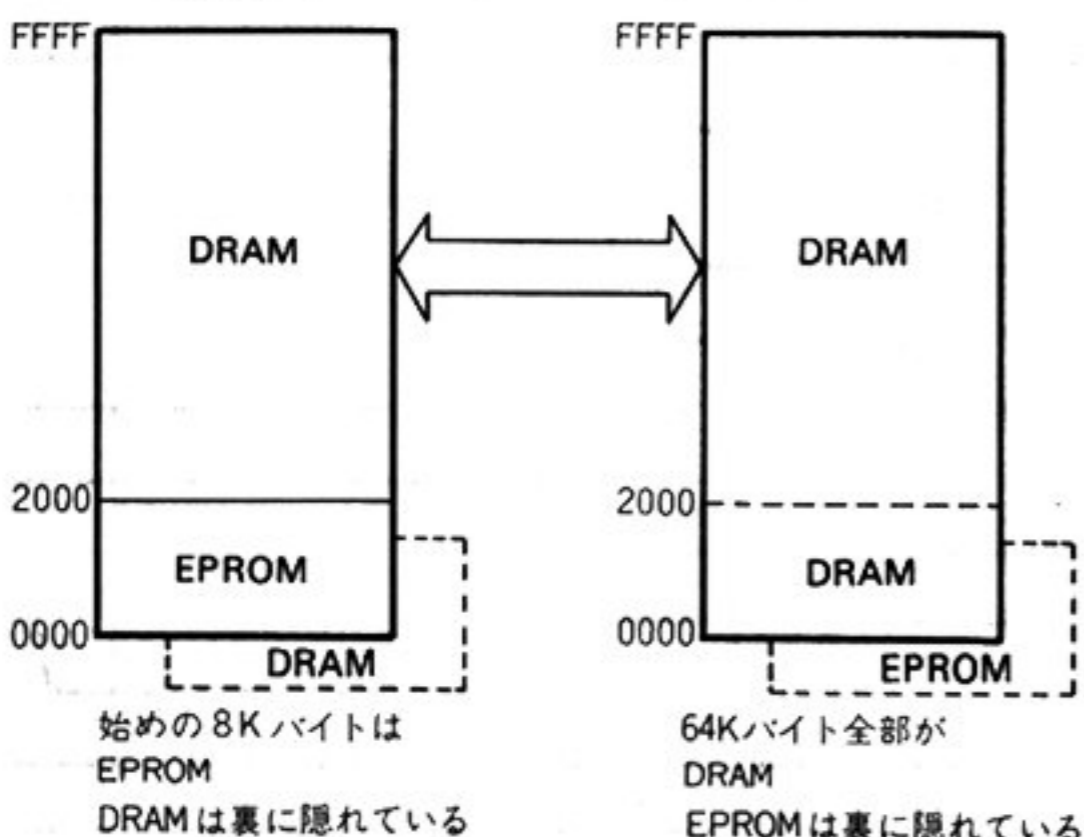 FFFF
DRAM
2000
EPROM
0000
DRAM
始めの8Kバイトは
EPROM
DRAMは裏に隠れている
FFFF
DRAM
2000
DRAM
0000
EPROM
64Kバイト全部が
DRAM
EPROMは裏に隠れている